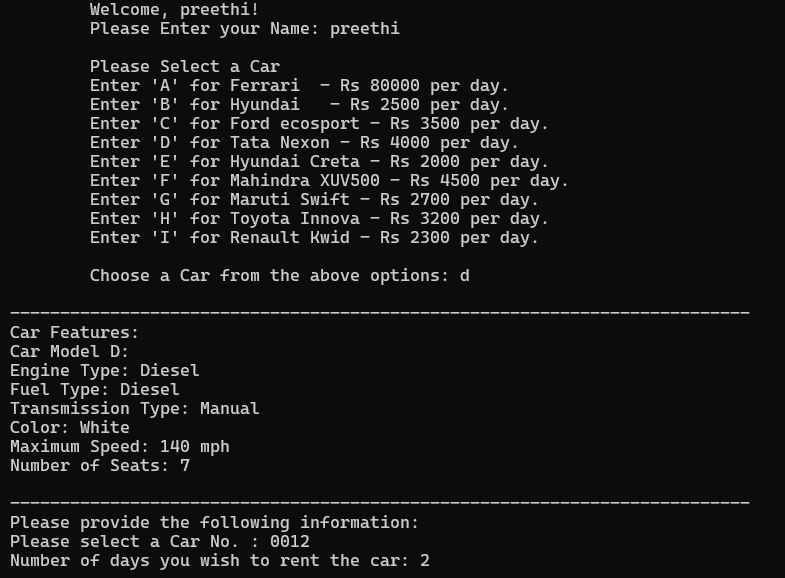 Welcome, preethi!
Please Enter your Name: preethi
Please Select a Car
Enter 'A' for Ferrari  - Rs 80000 per day.
Enter 'B' for Hyundai   - Rs 2500 per day.
Enter 'C' for Ford ecosport - Rs 3500 per day.
Enter 'D' for Tata Nexon - Rs 4000 per day.
Enter 'E' for Hyundai Creta - Rs 2000 per day.
Enter 'F' for Mahindra XUV500 - Rs 4500 per day.
Enter 'G' for Maruti Swift - Rs 2700 per day.
Enter 'H' for Toyota Innova - Rs 3200 per day.
Enter 'I' for Renault Kwid - Rs 2300 per day.
Choose a Car from the above options: d
--------------------------------------------------------------------------
Car Features:
Car Model D:
Engine Type: Diesel
Fuel Type: Diesel
Transmission Type: Manual
Color: White
Maximum Speed: 140 mph
Number of Seats: 7
--------------------------------------------------------------------------
Please provide the following information:
Please select a Car No. : 0012
Number of days you wish to rent the car: 2